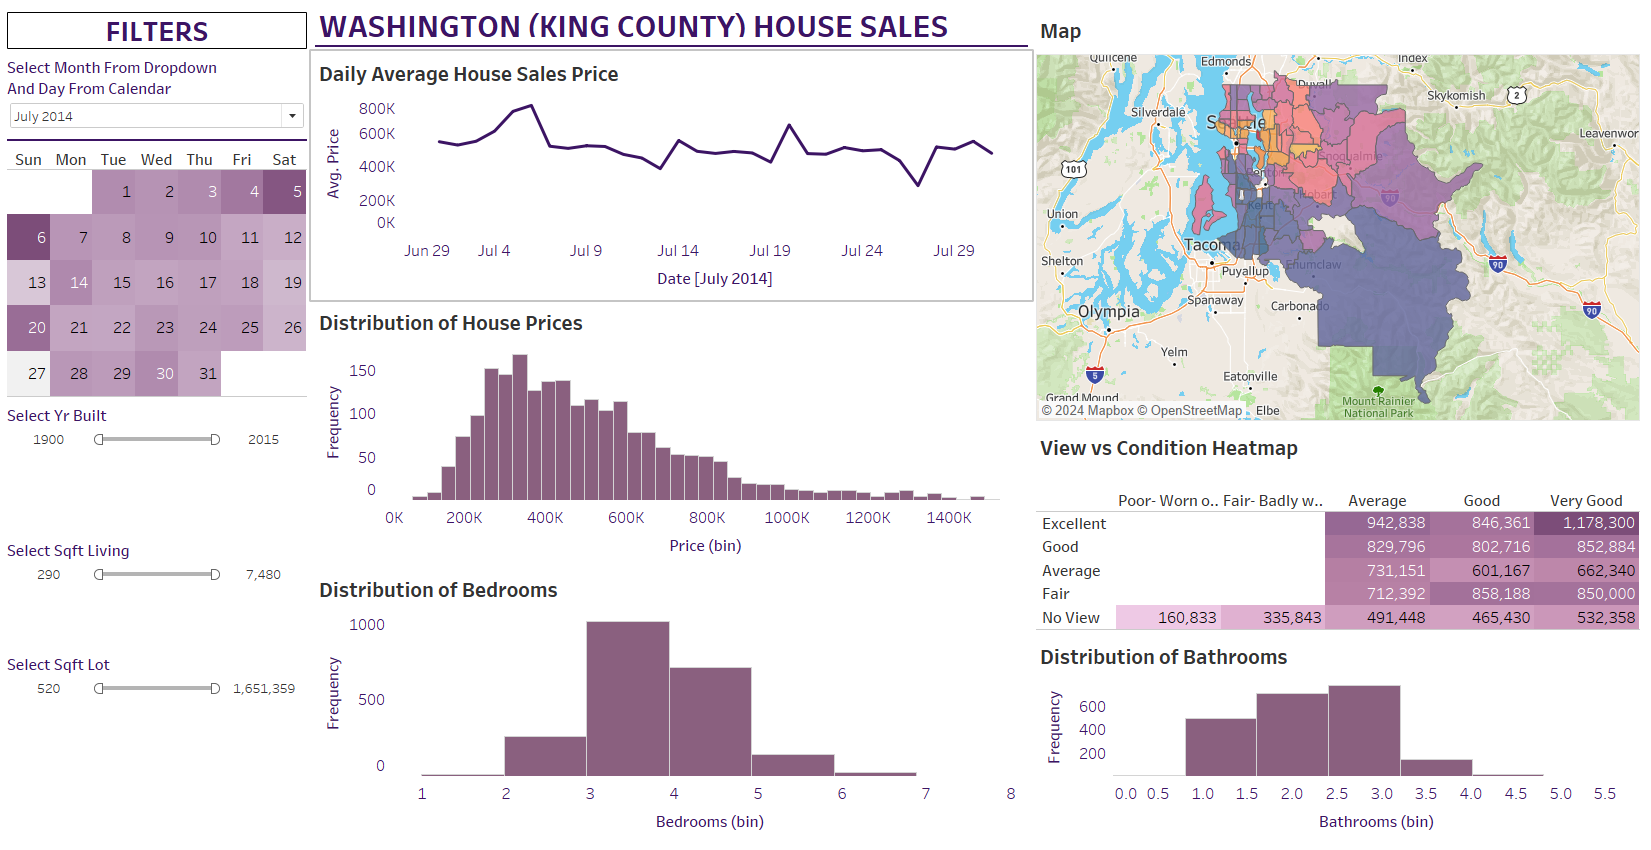 FILTERS
Select Month From Dropdown
And Day From Calendar
July 2014
Sun Mon Tue Wed Thu Fri Sat
1 2 3 4 5
6 7 8 9 10 11 12
13 14 15 16 17 18 19
20 21 22 23 24 25 26
27 28 29 30 31
Select Yr Built
1900 2015
Select Sqft Living
290 7,480
Select Sqft Lot
520 1,651,359
WASHINGTON (KING COUNTY) HOUSE SALES
Daily Average House Sales Price
Avg. Price
800K
600K
400K
200K
0K
Jun 29 Jul 4 Jul 9 Jul 14 Jul 19 Jul 24 Jul 29
Date [July 2014]
Distribution of House Prices
Frequency
150
100
50
0
0K 200K 400K 600K 800K 1000K 1200K 1400K
Price (bin)
Distribution of Bedrooms
Frequency
1000
500
0
1 2 3 4 5 6 7 8
Bedrooms (bin)
Map
Quilcene
Edmonds
Index
Duvall
Skykomish
2
Silverdale
Leavenwor
Snoqualmie
101
Renton
Hobart
90
Kent
Union
Tacoma
Shelton
Puyallup
Enumclaw
90
Spanaway
Carbonado
90
Olympia
Yelm
5
Eatonville
Grand Mound
Mount Rainier
National Park
© 2024 Mapbox © OpenStreetMap
Elbe
View vs Condition Heatmap
Poor- Worn o.. Fair- Badly w.. Average Good Very Good
Excellent 942,838 846,361 1,178,300
Good 829,796 802,716 852,884
Average 731,151 601,167 662,340
Fair 712,392 858,188 850,000
No View 160,833 335,843 491,448 465,430 532,358
Distribution of Bathrooms
Frequency
600
400
200
0.0 0.5 1.0 1.5 2.0 2.5 3.0 3.5 4.0 4.5 5.0 5.5
Bathrooms (bin)